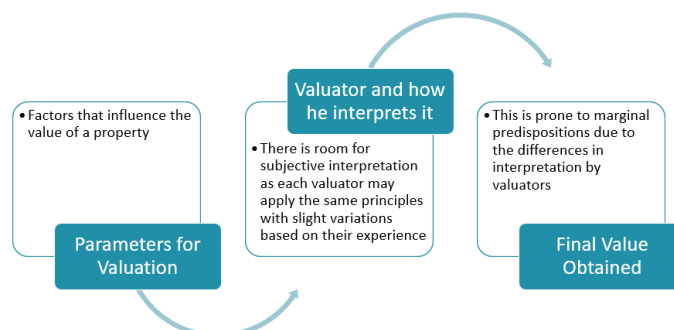 • Factors that influence the
value of a property
Parameters for
Valuation
Valuator and how
he interprets it
• There is room for
subjective interpretation
as each valuator may
apply the same principles
with slight variations
based on their experience
• This is prone to marginal
predispositions due to
the differences in
interpretation by
valuators
Final Value
Obtained